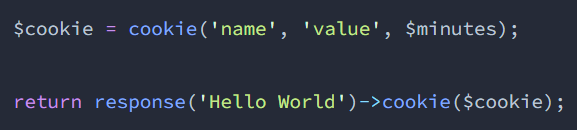 $cookie = cookie('name', 'value', $minutes);
return response('Hello World')->cookie($cookie);